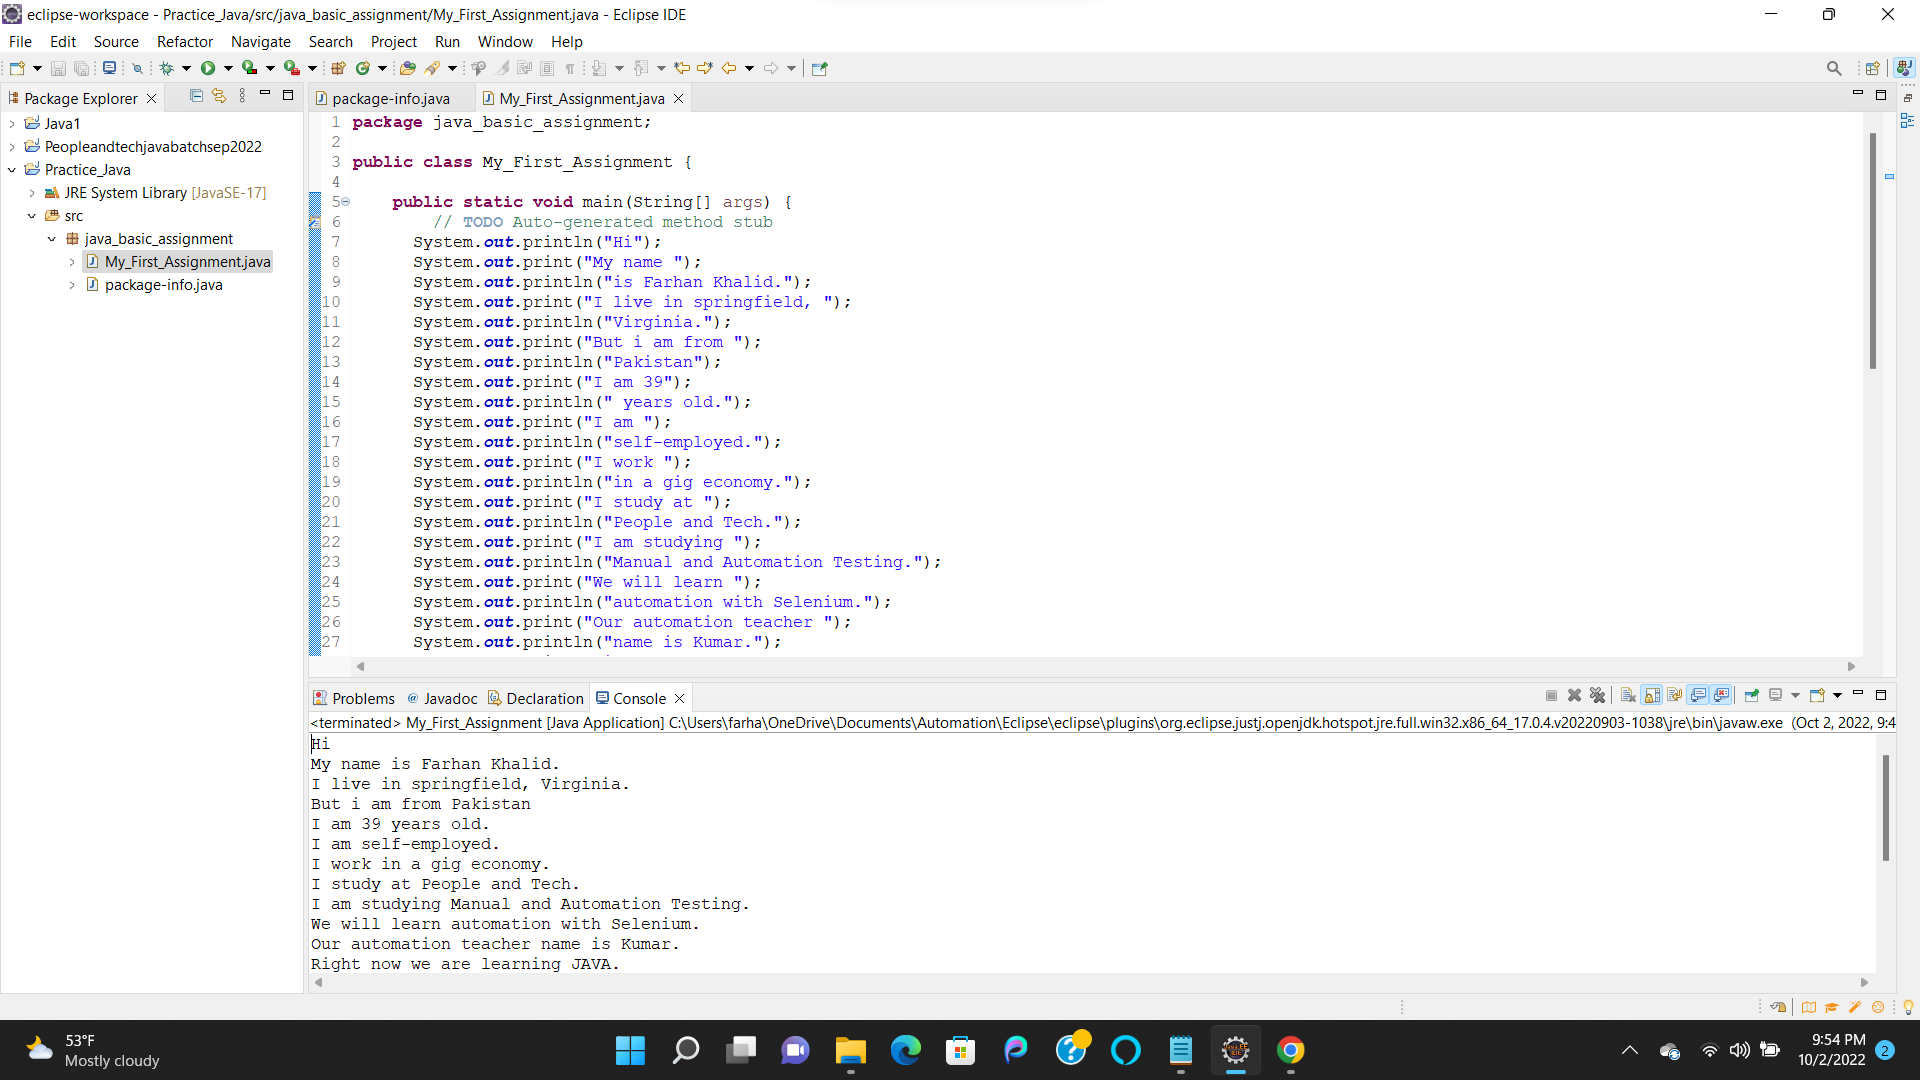 eclipse-workspace - Practice_Java/src/java_basic_assignment/My_First_Assignment.java - Eclipse IDE
File Edit Source Refactor Navigate Search Project Run Window Help
Package Explorer
package-info.java My_First_Assignment.java
Java1
Peopleandtechjavabatchsep2022
Practice_Java
JRE System Library [JavaSE-17]
src
java_basic_assignment
My_First_Assignment.java
package-info.java
1 package java_basic_assignment;
2
3 public class My_First_Assignment {
4
5 public static void main(String[] args) {
6 // TODO Auto-generated method stub
7 System.out.println("Hi");
8 System.out.print("My name ");
9 System.out.println("is Farhan Khalid.");
10 System.out.print("I live in springfield, ");
11 System.out.println("Virginia.");
12 System.out.print("But i am from ");
13 System.out.println("Pakistan");
14 System.out.print("I am 39");
15 System.out.println(" years old.");
16 System.out.print("I am ");
17 System.out.println("self-employed.");
18 System.out.print("I work ");
19 System.out.println("in a gig economy.");
20 System.out.print("I study at ");
21 System.out.println("People and Tech.");
22 System.out.print("I am studying ");
23 System.out.println("Manual and Automation Testing.");
24 System.out.print("We will learn ");
25 System.out.println("automation with Selenium.");
26 System.out.print("Our automation teacher ");
27 System.out.println("name is Kumar.");
Problems Javadoc Declaration Console
<terminated> My_First_Assignment [Java Application] C:\Users\farha\OneDrive\Documents\Automation\Eclipse\eclipse\plugins\org.eclipse.justj.openjdk.hotspot.jre.full.win32.x86_64_17.0.4.v20220903-1038\jre\bin\javaw.exe (Oct 2, 2022, 9:4
Hi
My name is Farhan Khalid.
I live in springfield, Virginia.
But i am from Pakistan
I am 39 years old.
I am self-employed.
I work in a gig economy.
I study at People and Tech.
I am studying Manual and Automation Testing.
We will learn automation with Selenium.
Our automation teacher name is Kumar.
Right now we are learning JAVA.
53°F
Mostly cloudy
9:54 PM
10/2/2022
2